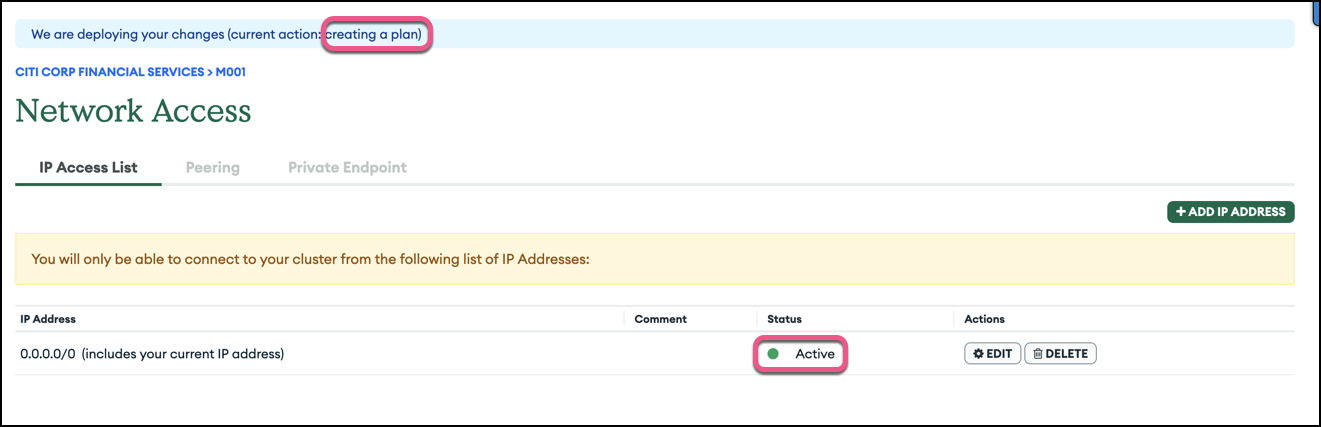 We are deploying your changes (current action: creating a plan)
CITI CORP FINANCIAL SERVICES > M001
Network Access
IP Access List Peering Private Endpoint
+ ADD IP ADDRESS
You will only be able to connect to your cluster from the following list of IP Addresses:
IP Address Comment Status Actions
0.0.0.0/0 (includes your current IP address) Active EDIT DELETE